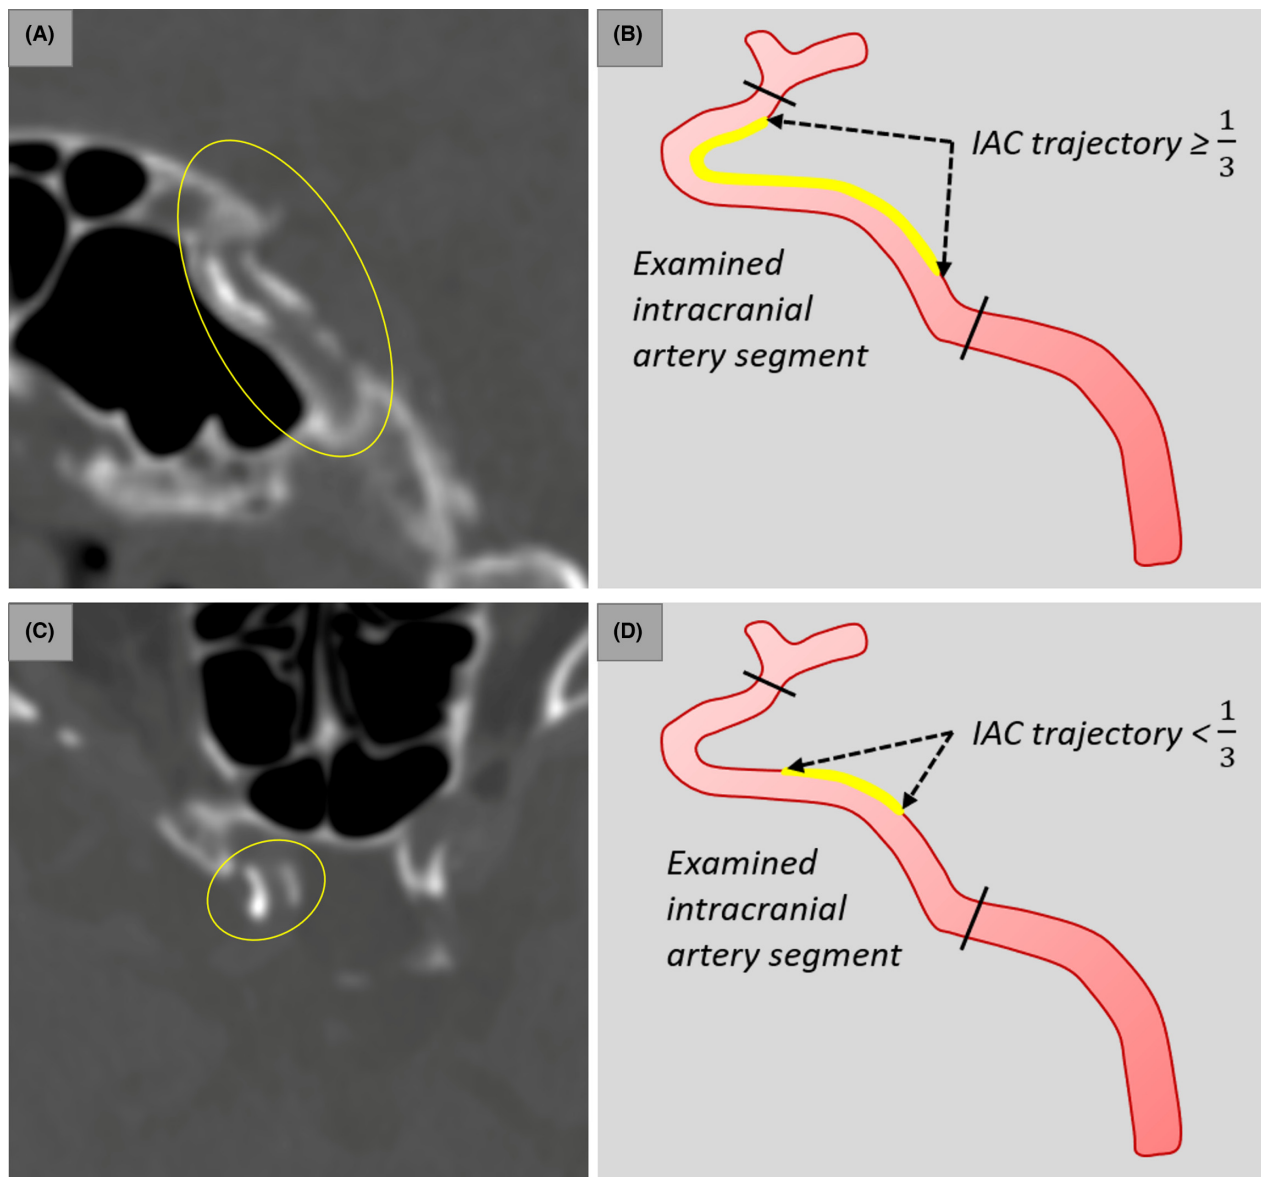 (A)
(B)
IAC trajectory ≥ 1/3
Examined
intracranial
artery segment
(C)
(D)
IAC trajectory < 1/3
Examined
intracranial
artery segment